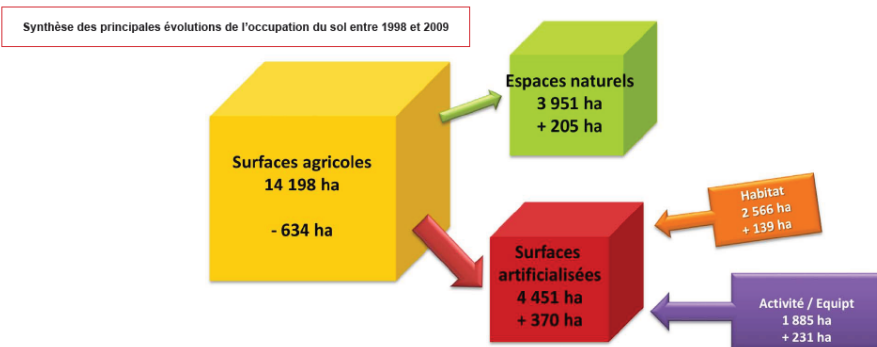 Synthèse des principales évolutions de l'occupation du sol entre 1998 et 2009
Espaces naturels
3 951 ha
+ 205 ha
Surfaces agricoles
14 198 ha
- 634 ha
Habitat
2 566 ha
+ 139 ha
Surfaces
artificialisées
4 451 ha
+ 370 ha
Activité / Equipt
1 885 ha
+ 231 ha